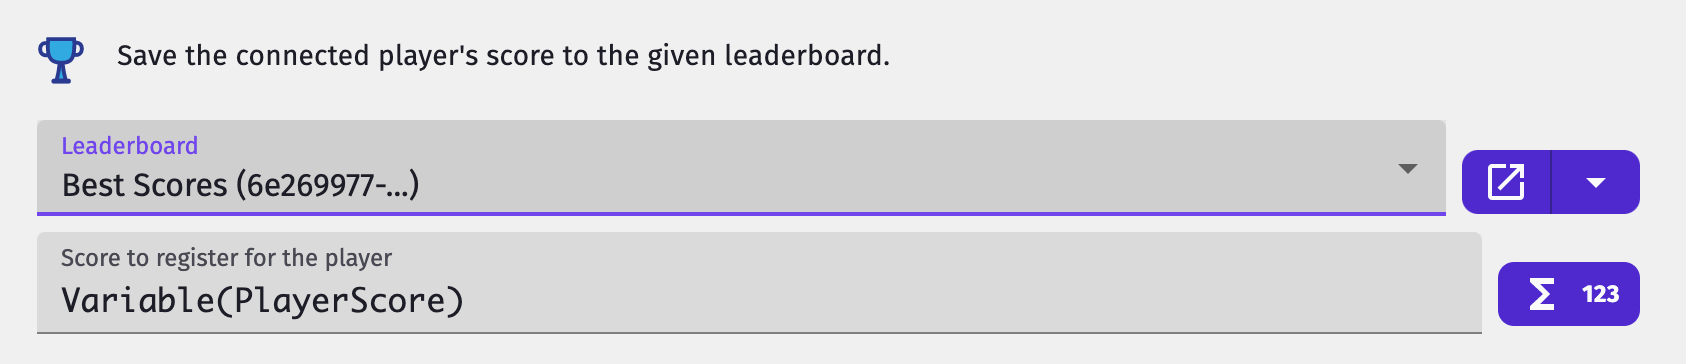 Save the connected player's score to the given leaderboard.
Leaderboard
Best Scores (6e269977-...)
Score to register for the player
Variable(PlayerScore)
Σ 123